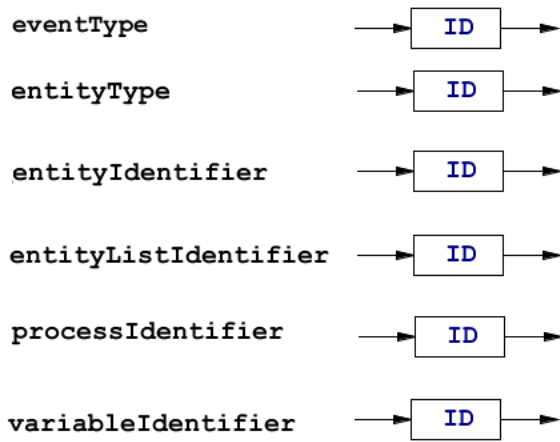 eventType ID
entityType ID
entityIdentifier ID
entityListIdentifier ID
processIdentifier ID
variableIdentifier ID